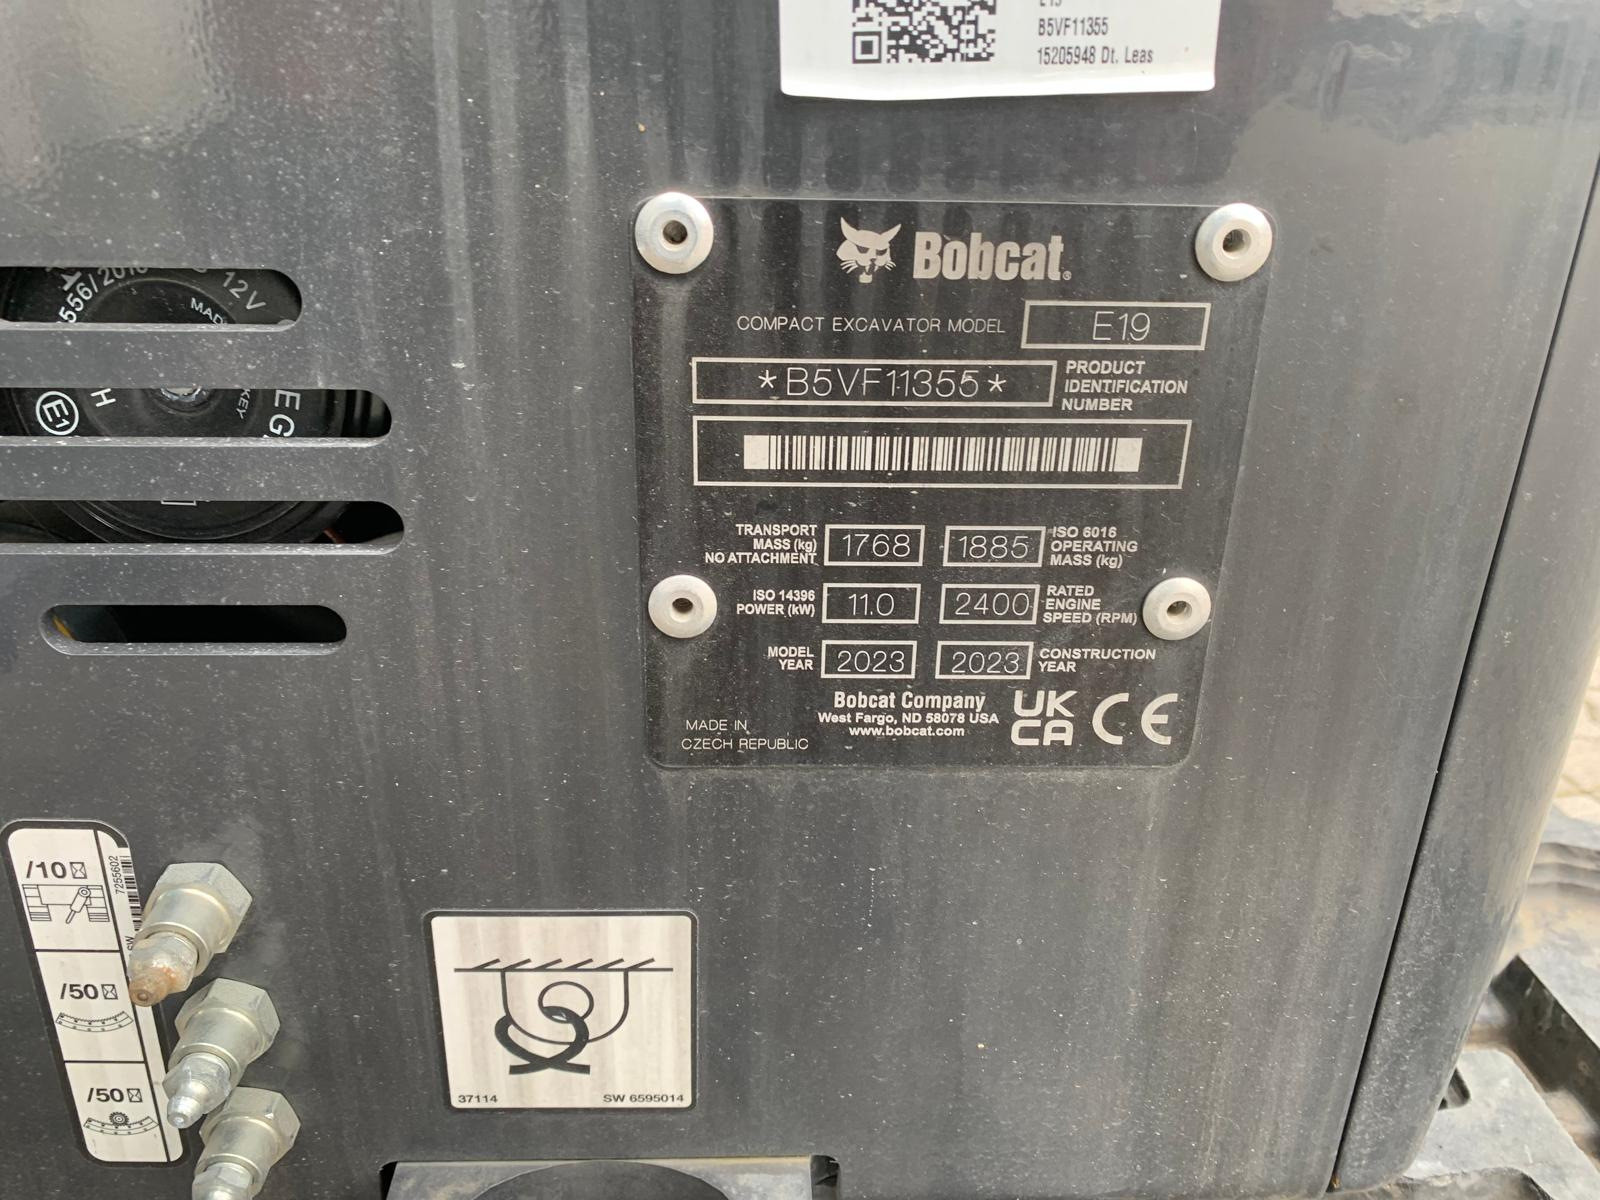 B5VF11355
15205948 Dt. Leas
Bobcat®
COMPACT EXCAVATOR MODEL E19
*B5VF11355*
PRODUCT
IDENTIFICATION
NUMBER
TRANSPORT
MASS (kg)
NO ATTACHMENT
1768
1885
ISO 6016
OPERATING
MASS (kg)
ISO 14396
POWER (kW)
11.0
2400
RATED
ENGINE
SPEED (RPM)
MODEL
YEAR
2023
2023
CONSTRUCTION
YEAR
MADE IN
CZECH REPUBLIC
Bobcat Company
West Fargo, ND 58078 USA
www.bobcat.com
UK
CA
CE
12V
E1
H
/10
/50
/50
7255602
SW
37114
SW 6595014